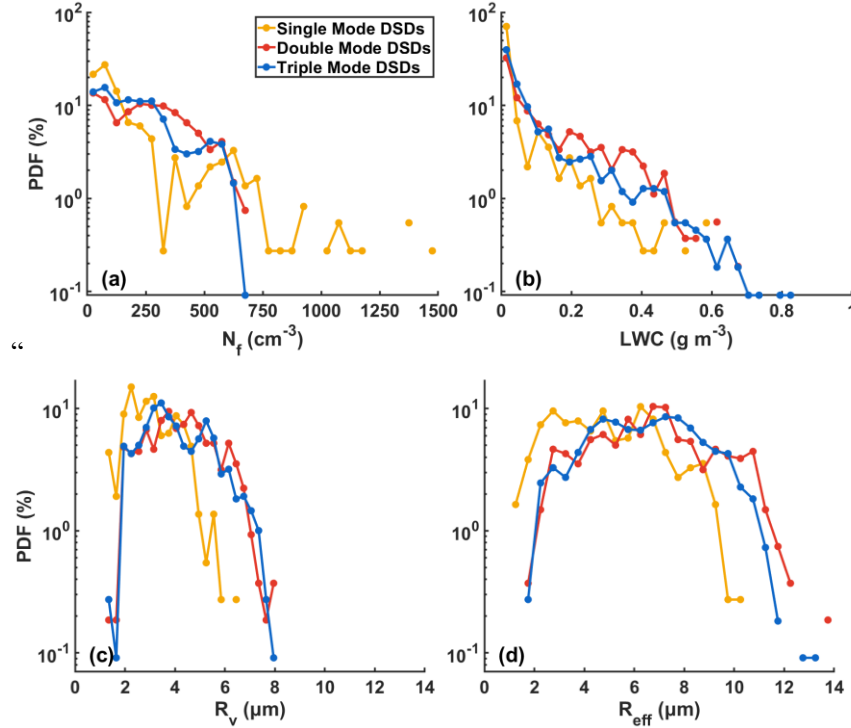 Single Mode DSDs
Double Mode DSDs
Triple Mode DSDs
10²
10¹
10⁰
10⁻¹
PDF (%)
(a)
0 250 500 750 1000 1250 1500
N_f (cm⁻³)
10²
10¹
10⁰
10⁻¹
(b)
0 0.2 0.4 0.6 0.8 1
LWC (g m⁻³)
“
10¹
10⁰
10⁻¹
PDF (%)
(c)
2 4 6 8 10 12 14
R_v (µm)
10¹
10⁰
10⁻¹
(d)
0 2 4 6 8 10 12 14
R_eff (µm)